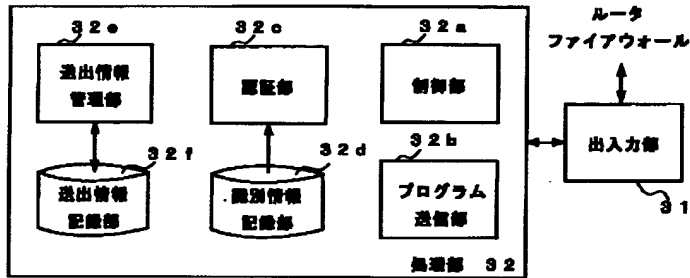 32e
32c
32a
ルータ
ファイアウォール
送出情報
管理部
認証部
制御部
出入力部
31
32f
32d
32b
送出情報
記録部
識別情報
記録部
プログラム
送信部
処理部 32